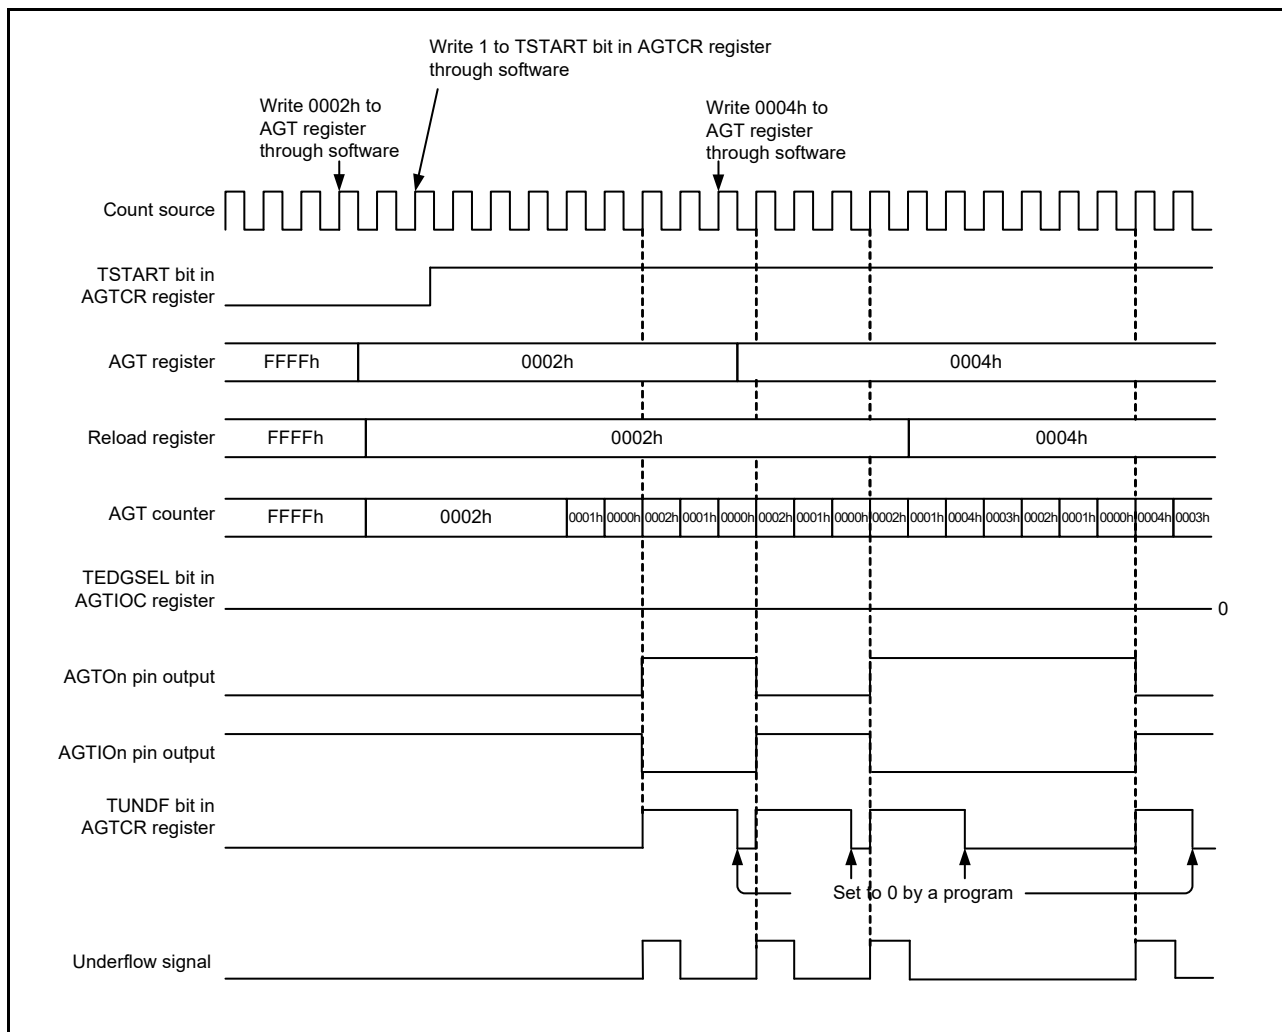 Write 1 to TSTART bit in AGTCR register
through software
Write 0002h to
AGT register
through software
Write 0004h to
AGT register
through software
Count source
TSTART bit in
AGTCR register
AGT register
FFFFh
0002h
0004h
Reload register
FFFFh
0002h
0004h
AGT counter
FFFFh
0002h
0001h
0000h
0002h
0001h
0000h
0002h
0001h
0000h
0002h
0001h
0004h
0003h
0002h
0001h
0000h
0004h
0003h
TEDGSEL bit in
AGTIOC register
0
AGTOn pin output
AGTIOn pin output
TUNDF bit in
AGTCR register
Set to 0 by a program
Underflow signal